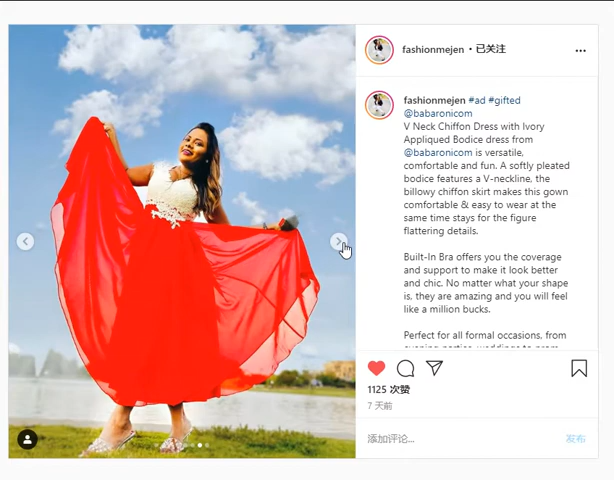 fashionmejen • 已关注
fashionmejen #ad #gifted
@babaronicom
V Neck Chiffon Dress with Ivory
Appliqued Bodice dress from
@babaronicom is versatile,
comfortable and fun. A softly pleated
bodice features a V-neckline, the
billowy chiffon skirt makes this gown
comfortable & easy to wear at the
same time stays for the figure
flattering details.
Built-In Bra offers you the coverage
and support to make it look better
and chic. No matter what your shape
is, they are amazing and you will feel
like a million bucks.
Perfect for all formal occasions, from
evening parties, weddings to prom
1125 次赞
7 天前
添加评论...
发布